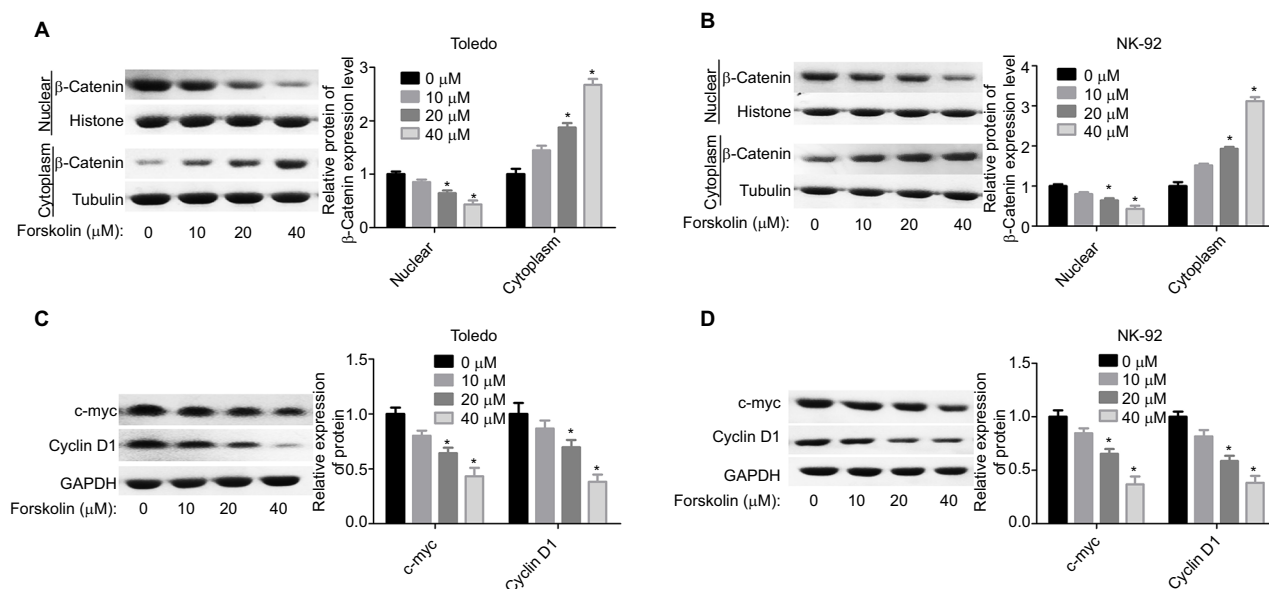 A
Toledo
Nuclear
β-Catenin
Histone
Cytoplasm
β-Catenin
Tubulin
Forskolin (μM): 0 10 20 40
Relative protein of
β-Catenin expression level
3
2
1
0
0 μM
10 μM
20 μM
40 μM
* * * *
Nuclear
Cytoplasm
B
NK-92
Nuclear
β-Catenin
Histone
Cytoplasm
β-Catenin
Tubulin
Forskolin (μM): 0 10 20 40
Relative protein of
β-Catenin expression level
6
4
2
0
0 μM
10 μM
20 μM
40 μM
* * * *
Nuclear
Cytoplasm
C
Toledo
c-myc
Cyclin D1
GAPDH
Forskolin (μM): 0 10 20 40
Relative expression
of protein
1.5
1.0
0.5
0.0
0 μM
10 μM
20 μM
40 μM
* * * *
c-myc
Cyclin D1
D
NK-92
c-myc
Cyclin D1
GAPDH
Forskolin (μM): 0 10 20 40
Relative expression
of protein
1.5
1.0
0.5
0.0
0 μM
10 μM
20 μM
40 μM
* * * *
c-myc
Cyclin D1